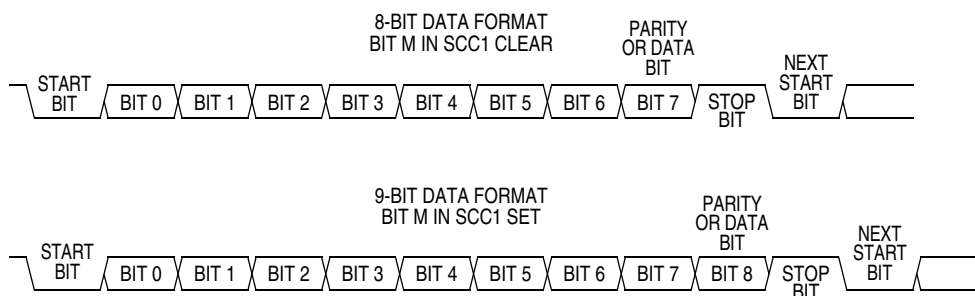 8-BIT DATA FORMAT
BIT M IN SCC1 CLEAR
PARITY
OR DATA
BIT
START
BIT
BIT 0
BIT 1
BIT 2
BIT 3
BIT 4
BIT 5
BIT 6
BIT 7
STOP
BIT
NEXT
START
BIT
9-BIT DATA FORMAT
BIT M IN SCC1 SET
PARITY
OR DATA
BIT
START
BIT
BIT 0
BIT 1
BIT 2
BIT 3
BIT 4
BIT 5
BIT 6
BIT 7
BIT 8
STOP
BIT
NEXT
START
BIT